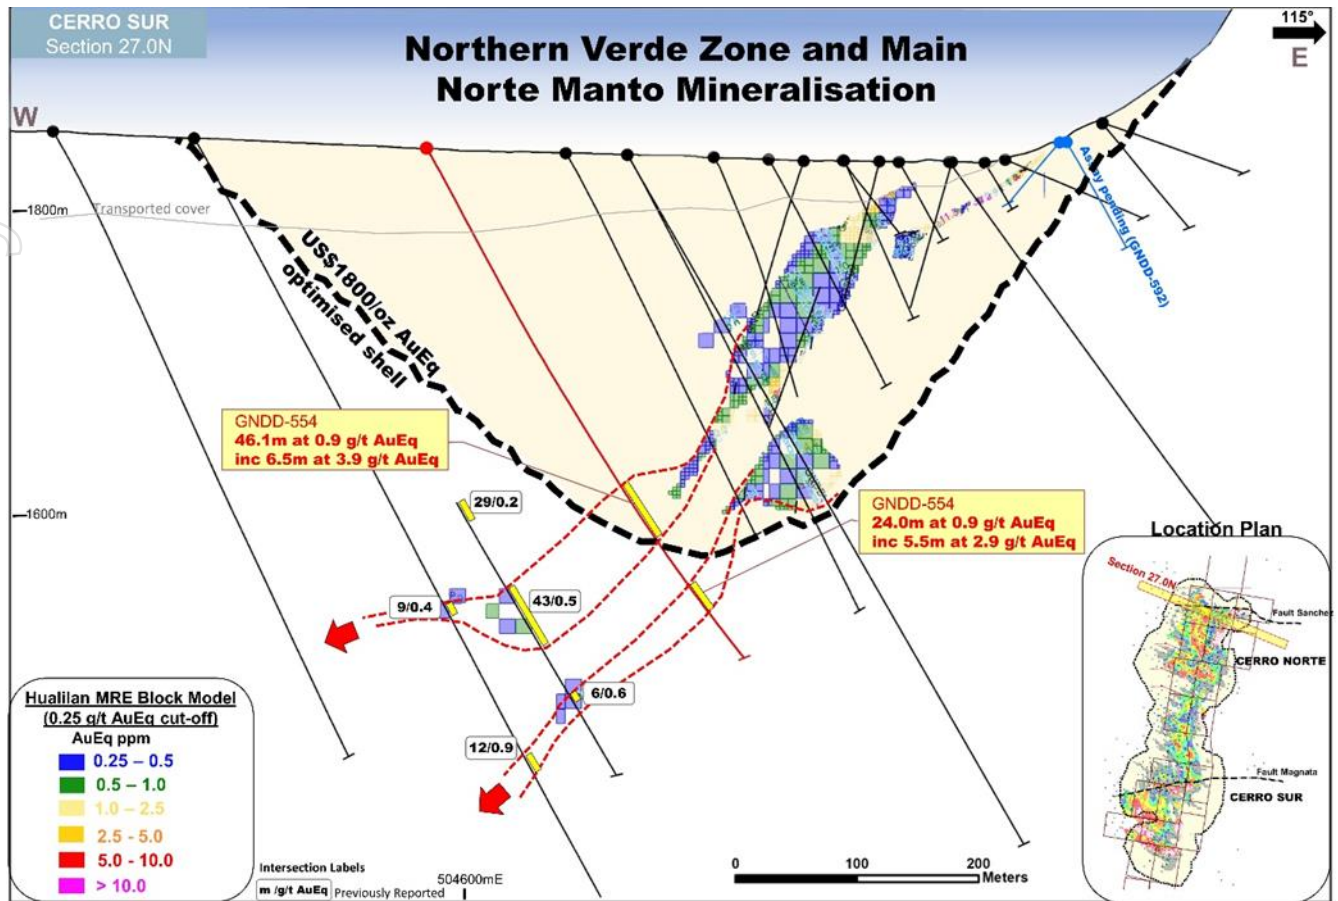 CERRO SUR
Section 27.0N
Northern Verde Zone and Main
Norte Manto Mineralisation
115°
E
W
1800m
Transported cover
US$1800/oz AuEq
optimised shell
Assay pending (GNDD-592)
GNDD-554
46.1m at 0.9 g/t AuEq
inc 6.5m at 3.9 g/t AuEq
1600m
29/0.2
GNDD-554
24.0m at 0.9 g/t AuEq
inc 5.5m at 2.9 g/t AuEq
9/0.4
43/0.5
6/0.6
12/0.9
Location Plan
Section 27.0N
Fault Sanchez
CERRO NORTE
Fault Magnata
CERRO SUR
Hualilan MRE Block Model
(0.25 g/t AuEq cut-off)
AuEq ppm
0.25 – 0.5
0.5 – 1.0
1.0 – 2.5
2.5 - 5.0
5.0 - 10.0
> 10.0
Intersection Labels
m /g/t AuEq Previously Reported
504600mE
0 100 200
Meters